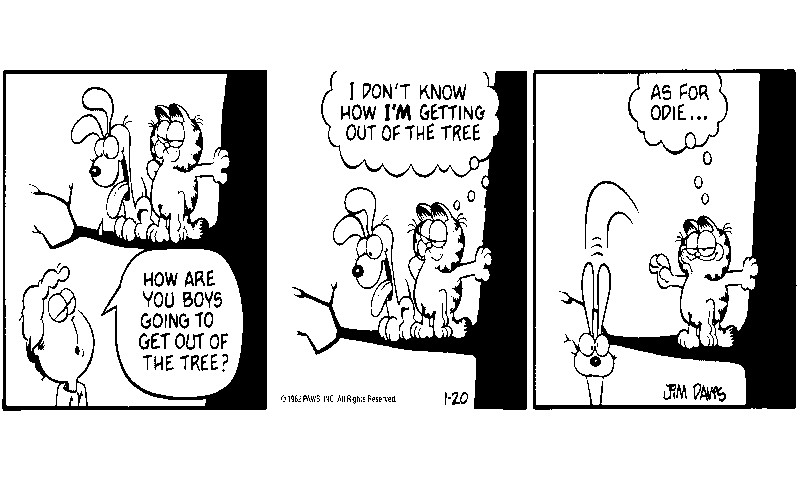 HOW ARE
YOU BOYS
GOING TO
GET OUT OF
THE TREE?
I DON'T KNOW
HOW I'M GETTING
OUT OF THE TREE
© 1982 PAWS, INC. All Rights Reserved.
1-20
AS FOR
ODIE...
JIM DAVIS